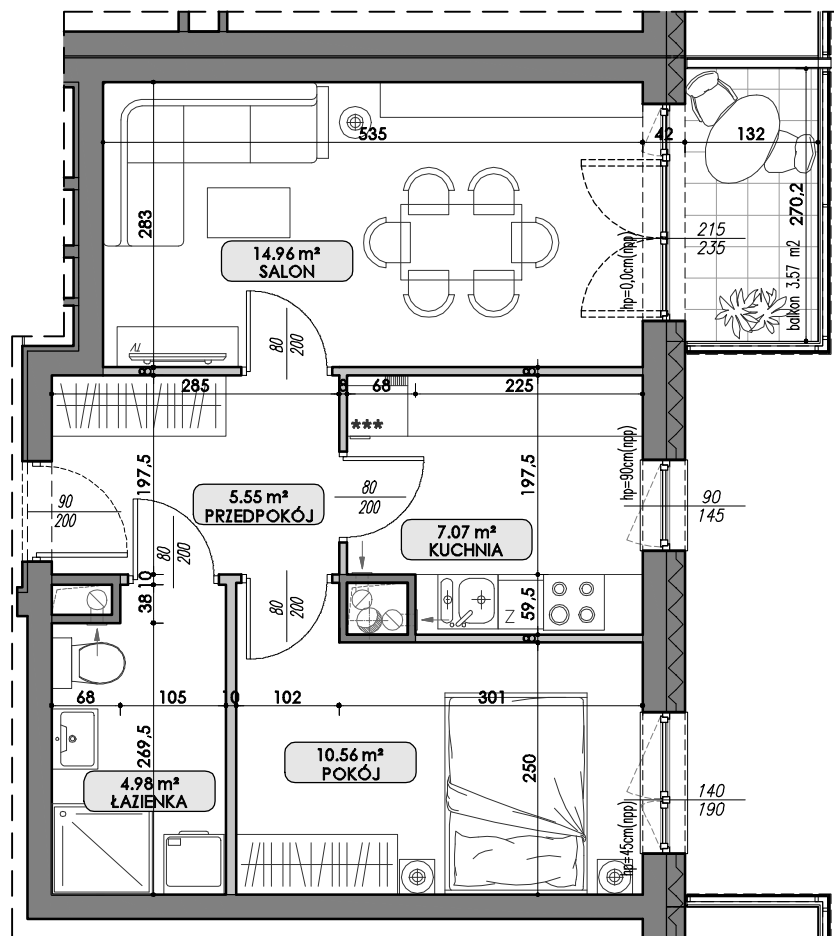 535
42
132
283
270,2
14.96 m²
SALON
215
235
hp=0,0cm(npp)
balkon 3.57 m2
TV
80
200
285
8
68
225
***
197,5
197,5
hp=90cm(npp)
90
200
5.55 m²
PRZEDPOKÓJ
80
200
90
145
7.07 m²
KUCHNIA
80
200
10
38
80
200
59,5
Z
68
105
10
102
301
269,5
250
10.56 m²
POKÓJ
4.98 m²
ŁAZIENKA
140
190
hp=45cm(npp)